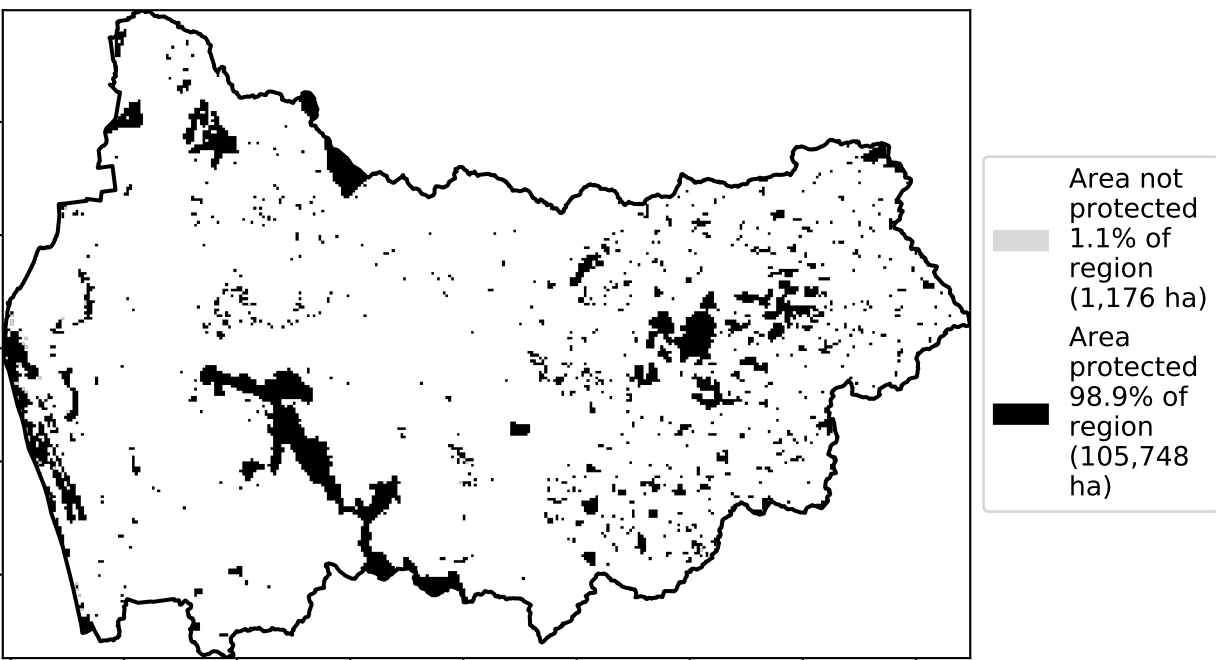 Area not
protected
1.1% of
region
(1,176 ha)
Area
protected
98.9% of
region
(105,748
ha)